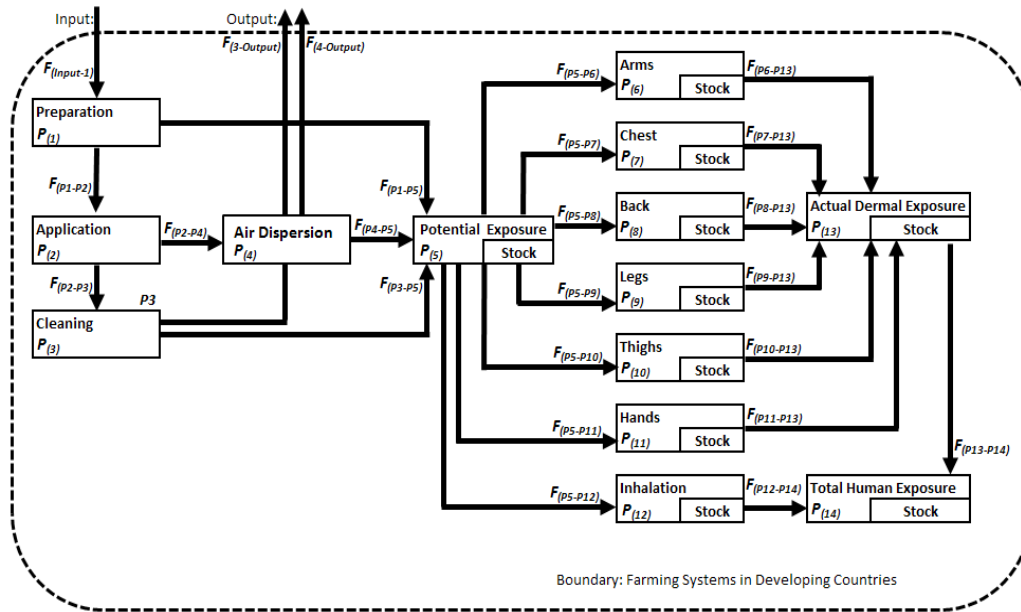 Input:
Output:
F(Input-1)
F(3-Output)
F(4-Output)
Preparation
P(1)
F(P1-P2)
F(P1-P5)
Application
P(2)
F(P2-P4)
Air Dispersion
P(4)
F(P4-P5)
Potential Exposure
P(5)
Stock
F(P2-P3)
P3
F(P3-P5)
Cleaning
P(3)
F(P5-P6)
Arms
P(6)
Stock
F(P6-P13)
F(P5-P7)
Chest
P(7)
Stock
F(P7-P13)
F(P5-P8)
Back
P(8)
Stock
F(P8-P13)
Actual Dermal Exposure
P(13)
Stock
F(P5-P9)
Legs
P(9)
Stock
F(P9-P13)
F(P5-P10)
Thighs
P(10)
Stock
F(P10-P13)
F(P5-P11)
Hands
P(11)
Stock
F(P11-P13)
F(P13-P14)
F(P5-P12)
Inhalation
P(12)
Stock
F(P12-P14)
Total Human Exposure
P(14)
Stock
Boundary: Farming Systems in Developing Countries